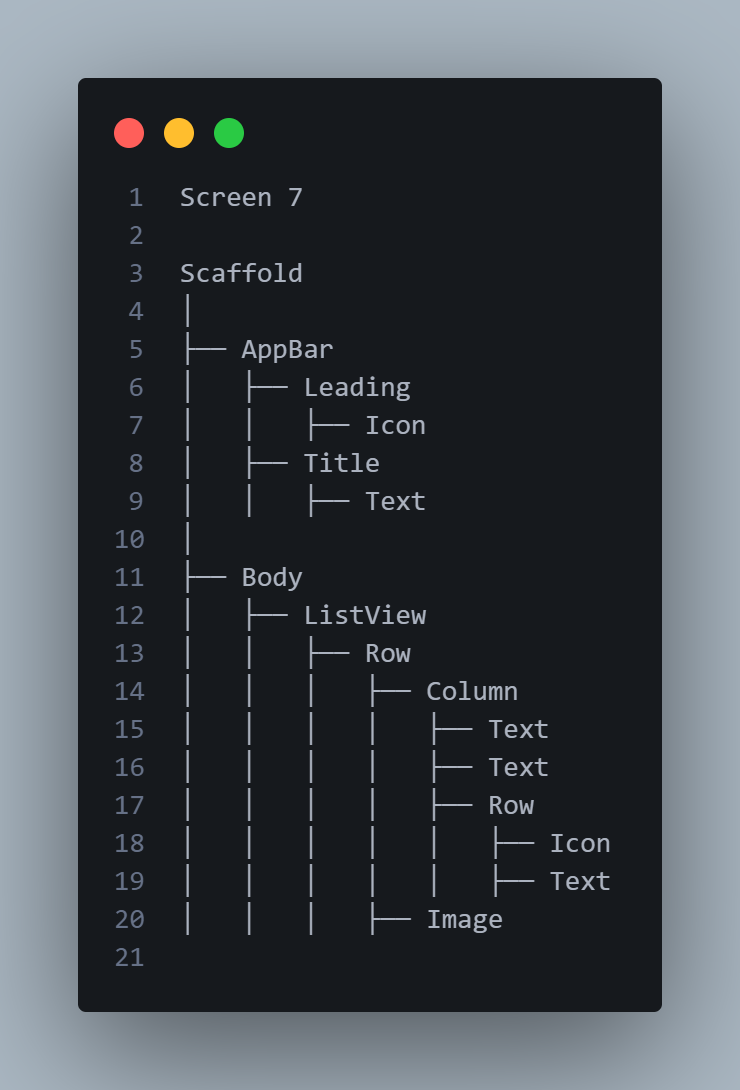 1 Screen 7
2
3 Scaffold
4 │
5 ├── AppBar
6 │   ├── Leading
7 │   │   ├── Icon
8 │   ├── Title
9 │   │   ├── Text
10 │
11 ├── Body
12 │   ├── ListView
13 │   │   ├── Row
14 │   │   │   ├── Column
15 │   │   │   │   ├── Text
16 │   │   │   │   ├── Text
17 │   │   │   │   ├── Row
18 │   │   │   │   │   ├── Icon
19 │   │   │   │   │   ├── Text
20 │   │   │   ├── Image
21